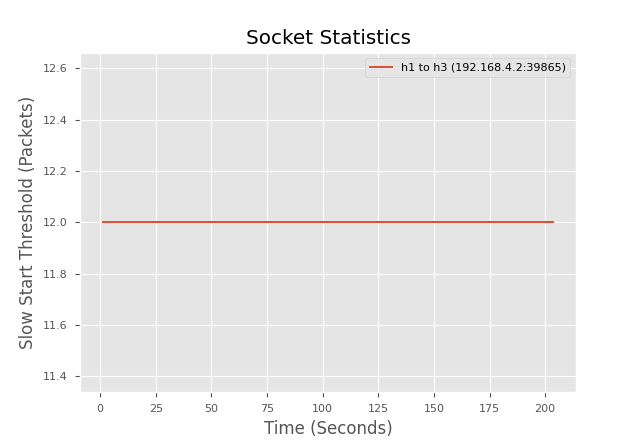 Socket Statistics
h1 to h3 (192.168.4.2:39865)
12.6
12.4
12.2
12.0
11.8
11.6
11.4
Slow Start Threshold (Packets)
0 25 50 75 100 125 150 175 200
Time (Seconds)